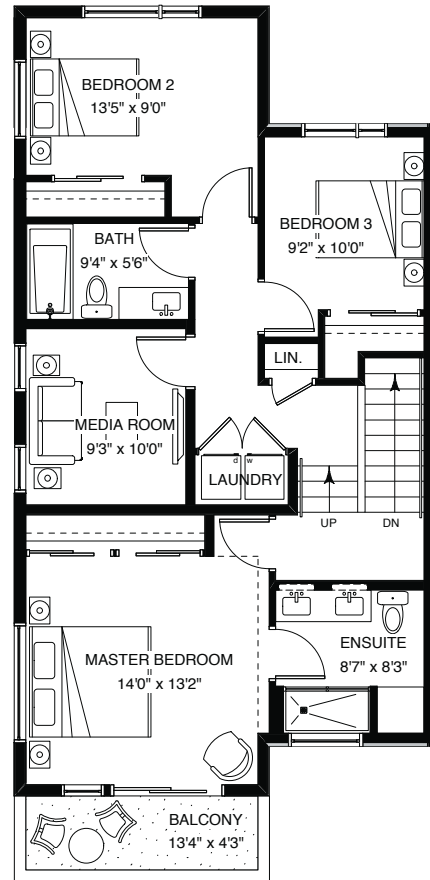 BEDROOM 2
13'5" x 9'0"
BEDROOM 3
9'2" x 10'0"
BATH
9'4" x 5'6"
LIN.
MEDIA ROOM
9'3" x 10'0"
d w
LAUNDRY
UP DN
ENSUITE
8'7" x 8'3"
MASTER BEDROOM
14'0" x 13'2"
BALCONY
13'4" x 4'3"